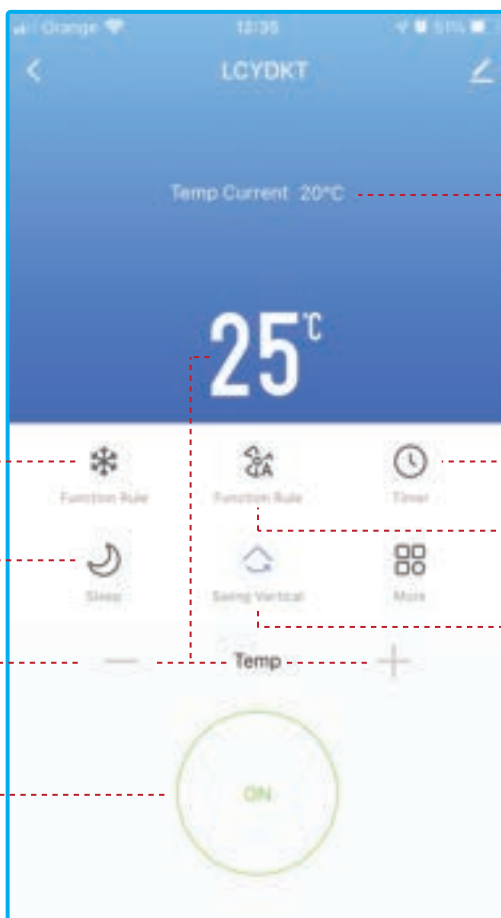 Orange 12:35 51%
LCYDKT
Temp Current 20°C
25°C
A
Function Rule Function Rule Timer
Sleep Swing Vertical More
Temp
ON